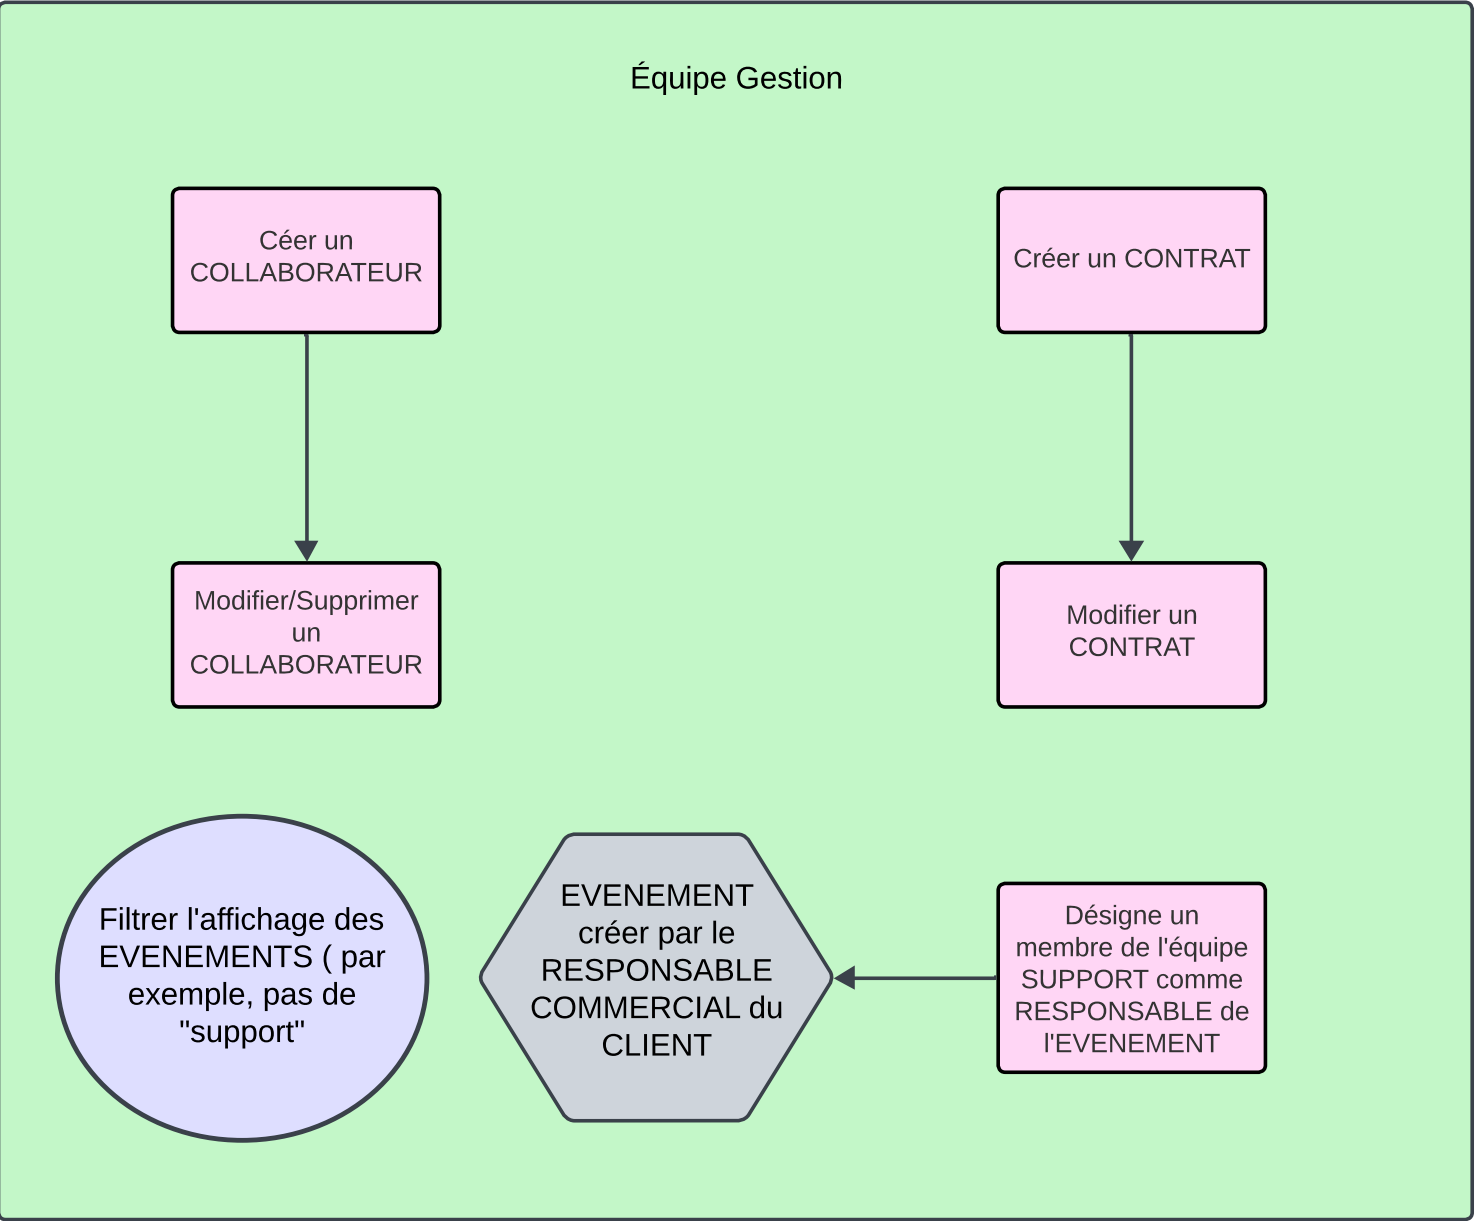 Équipe Gestion
Céer un
COLLABORATEUR
Créer un CONTRAT
Modifier/Supprimer
un
COLLABORATEUR
Modifier un
CONTRAT
Filtrer l'affichage des
EVENEMENTS ( par
exemple, pas de
"support"
EVENEMENT
créer par le
RESPONSABLE
COMMERCIAL du
CLIENT
Désigne un
membre de l'équipe
SUPPORT comme
RESPONSABLE de
l'EVENEMENT